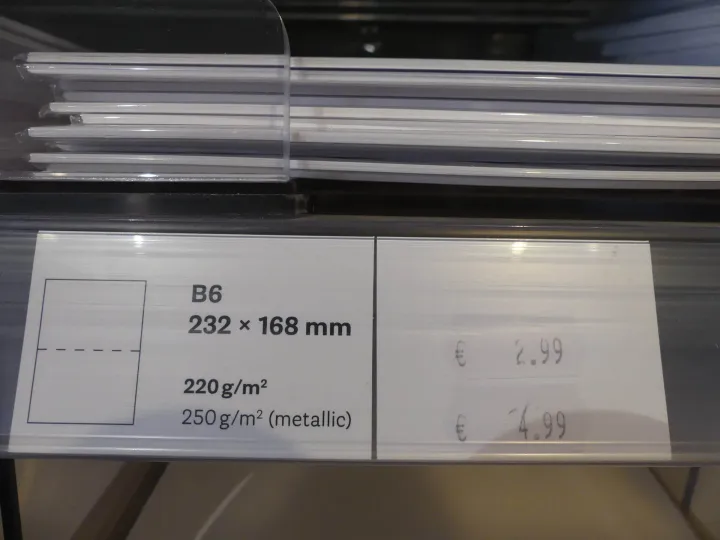 B6
232 × 168 mm
220 g/m²
250 g/m² (metallic)
€ 2.99
€ 4.99